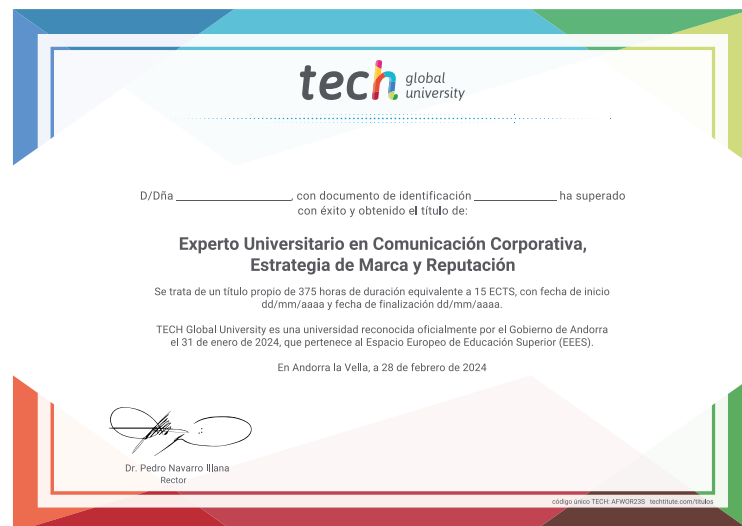 tech global university
D/Dña ____________________, con documento de identificación ______________ ha superado
con éxito y obtenido el título de:
Experto Universitario en Comunicación Corporativa,
Estrategia de Marca y Reputación
Se trata de un título propio de 375 horas de duración equivalente a 15 ECTS, con fecha de inicio
dd/mm/aaaa y fecha de finalización dd/mm/aaaa.
TECH Global University es una universidad reconocida oficialmente por el Gobierno de Andorra
el 31 de enero de 2024, que pertenece al Espacio Europeo de Educación Superior (EEES).
En Andorra la Vella, a 28 de febrero de 2024
Dr. Pedro Navarro Illana
Rector
código único TECH: AFWOR23S techtitute.com/titulos